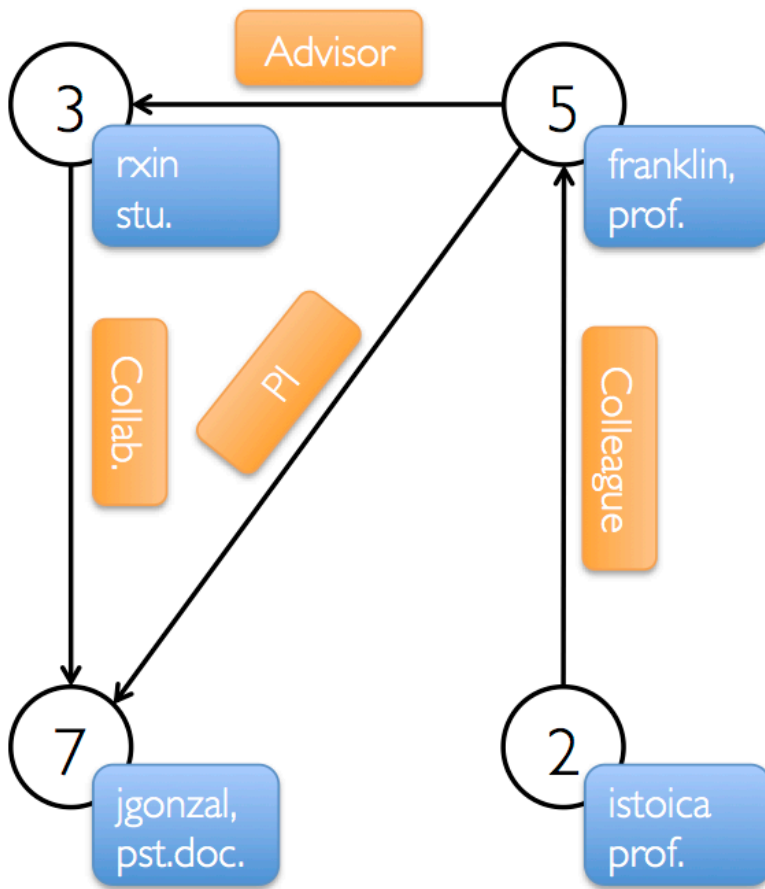 Advisor
3
5
rxin
stu.
franklin,
prof.
Collab.
PI
Colleague
7
2
jgonzal,
pst.doc.
istoica
prof.